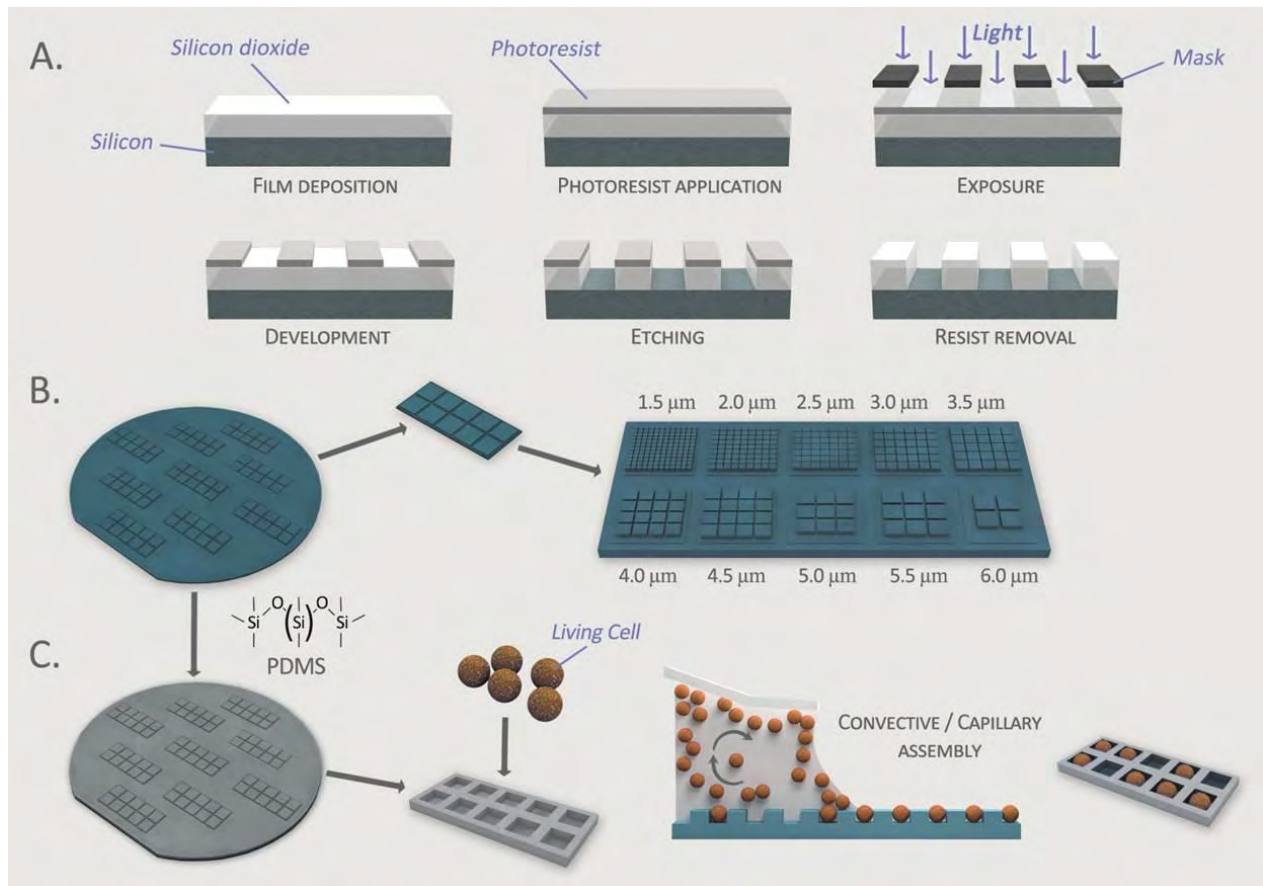 A.
Silicon dioxide
Silicon
FILM DEPOSITION
Photoresist
PHOTORESIST APPLICATION
Light
Mask
EXPOSURE
DEVELOPMENT
ETCHING
RESIST REMOVAL
B.
1.5 µm 2.0 µm 2.5 µm 3.0 µm 3.5 µm
4.0 µm 4.5 µm 5.0 µm 5.5 µm 6.0 µm
O O
Si (Si) Si
PDMS
C.
Living Cell
CONVECTIVE / CAPILLARY
ASSEMBLY